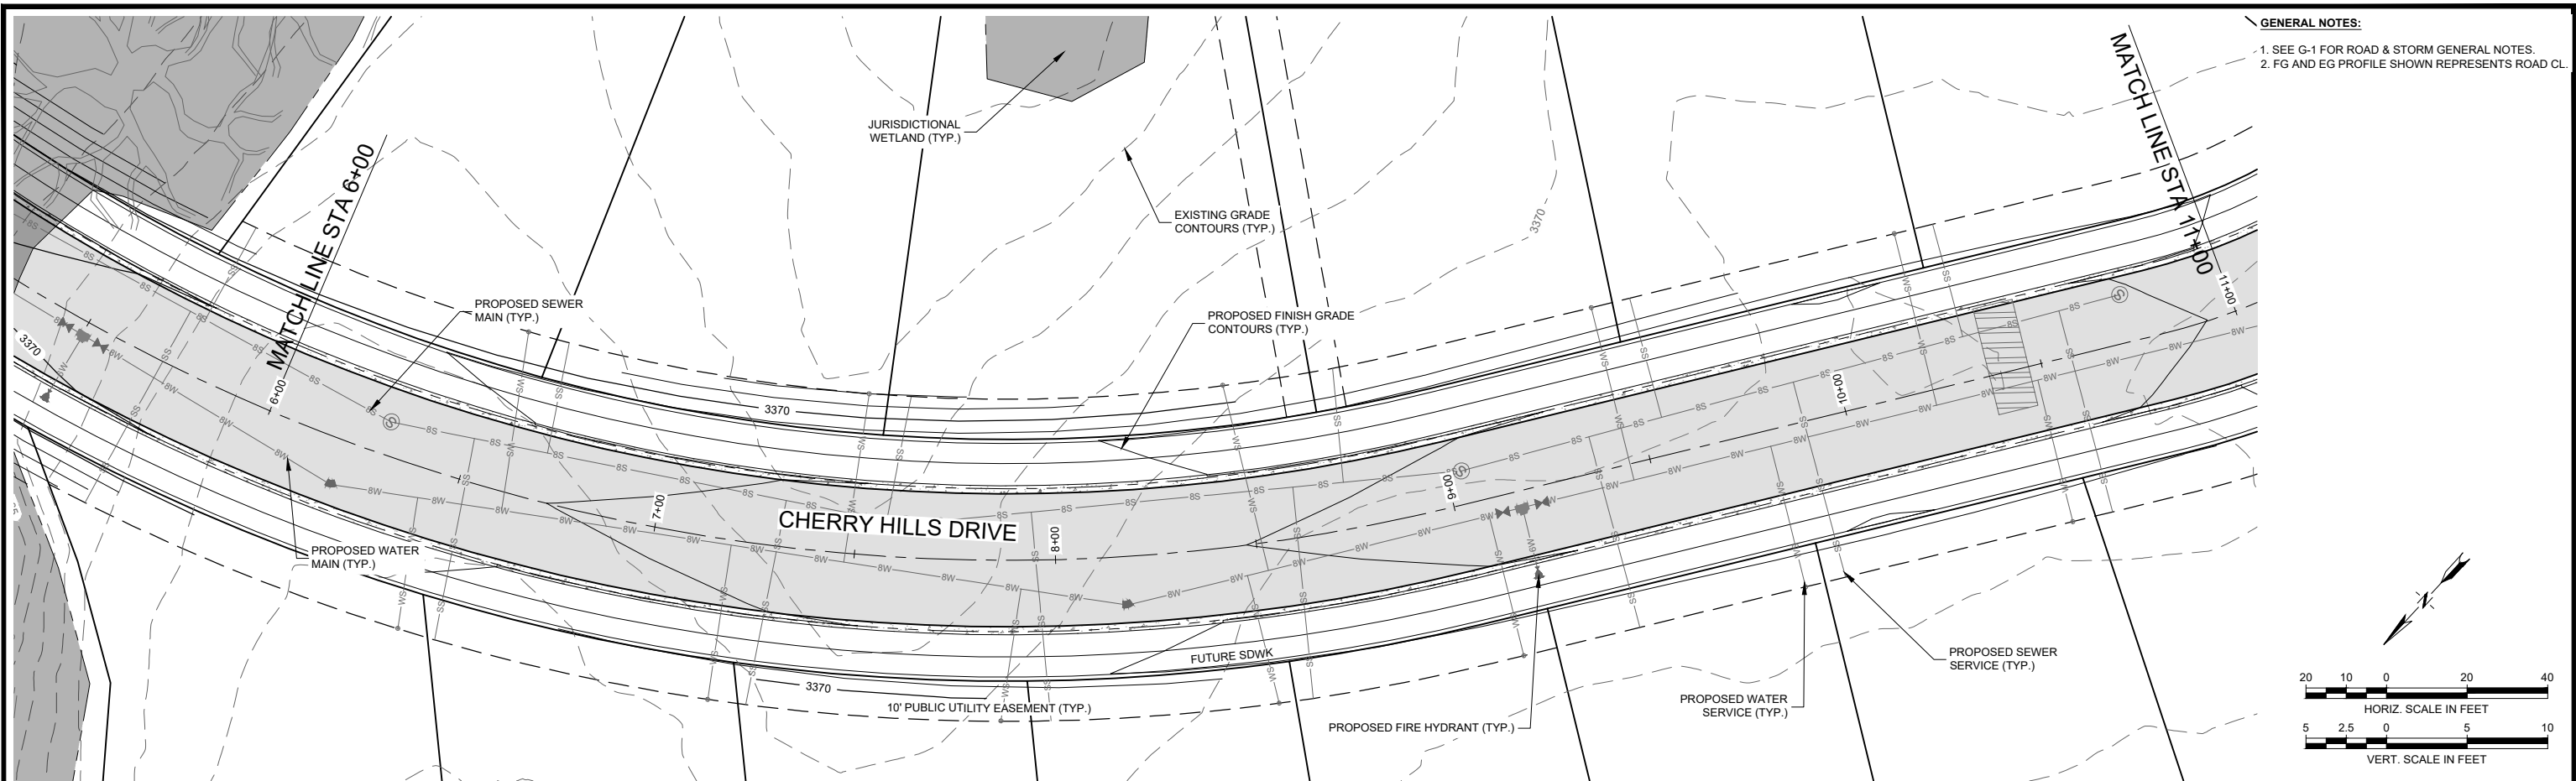 GENERAL NOTES:
1. SEE G-1 FOR ROAD & STORM GENERAL NOTES.
2. FG AND EG PROFILE SHOWN REPRESENTS ROAD CL.
MATCH LINE STA 6+00
MATCH LINE STA 11+00
JURISDICTIONAL
WETLAND (TYP.)
EXISTING GRADE
CONTOURS (TYP.)
3370
PROPOSED SEWER
MAIN (TYP.)
PROPOSED FINISH GRADE
CONTOURS (TYP.)
3370
3370
6+00
7+00
8+00
9+00
10+00
11+00
CHERRY HILLS DRIVE
PROPOSED WATER
MAIN (TYP.)
FUTURE SDWK
3370
10' PUBLIC UTILITY EASEMENT (TYP.)
PROPOSED FIRE HYDRANT (TYP.)
PROPOSED WATER
SERVICE (TYP.)
PROPOSED SEWER
SERVICE (TYP.)
N
20 10 0 20 40
HORIZ. SCALE IN FEET
5 2.5 0 5 10
VERT. SCALE IN FEET
8S
8W
SS
WS
6W
S